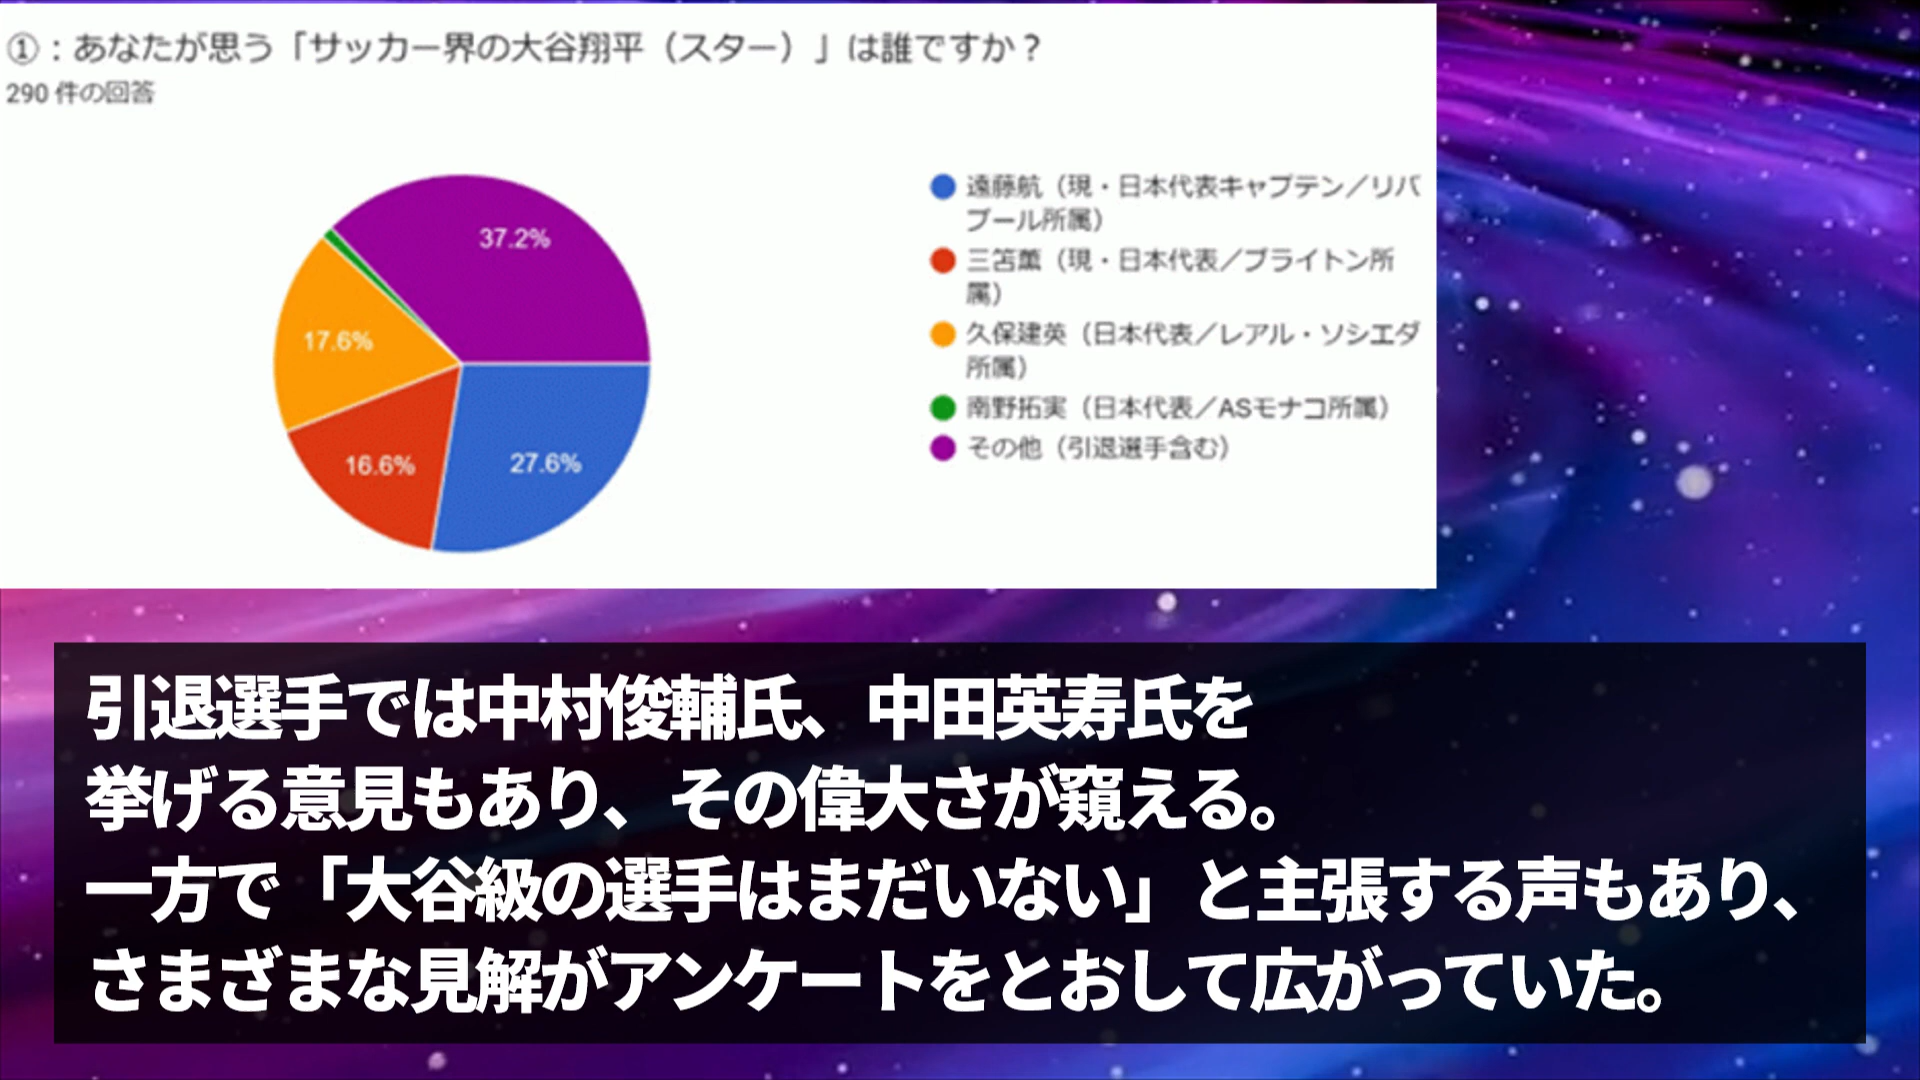 ①：あなたが思う「サッカー界の大谷翔平（スター）」は誰ですか？
290 件の回答
37.2%
17.6%
16.6%
27.6%
遠藤航（現・日本代表キャプテン／リバ
プール所属）
三笘薫（現・日本代表／ブライトン所
属）
久保建英（日本代表／レアル・ソシエダ
所属）
南野拓実（日本代表／ASモナコ所属）
その他（引退選手含む）
引退選手では中村俊輔氏、中田英寿氏を
挙げる意見もあり、その偉大さが窺える。
一方で「大谷級の選手はまだいない」と主張する声もあり、
さまざまな見解がアンケートをとおして広がっていた。